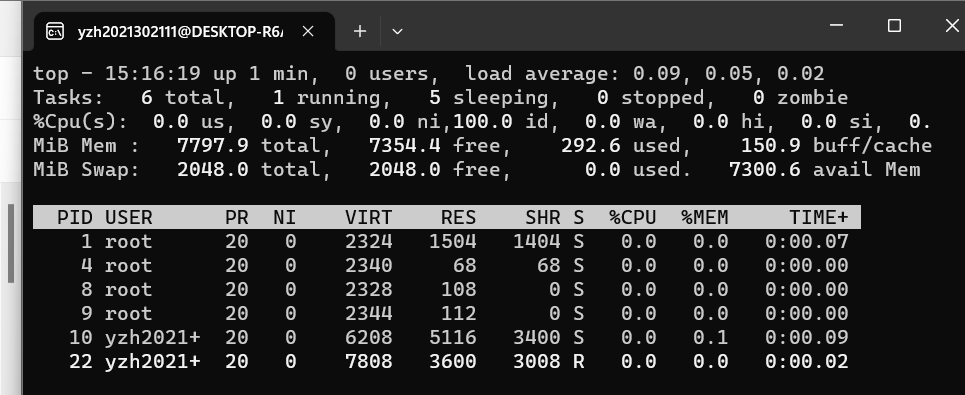 yzh2021302111@DESKTOP-R6
top - 15:16:19 up 1 min,  0 users,  load average: 0.09, 0.05, 0.02
Tasks:   6 total,   1 running,   5 sleeping,   0 stopped,   0 zombie
%Cpu(s):  0.0 us,  0.0 sy,  0.0 ni,100.0 id,  0.0 wa,  0.0 hi,  0.0 si,  0.
MiB Mem :   7797.9 total,   7354.4 free,    292.6 used,    150.9 buff/cache
MiB Swap:   2048.0 total,   2048.0 free,      0.0 used.   7300.6 avail Mem
PID USER      PR  NI    VIRT    RES    SHR S  %CPU  %MEM     TIME+
1 root      20   0    2324   1504   1404 S   0.0   0.0   0:00.07
4 root      20   0    2340     68     68 S   0.0   0.0   0:00.00
8 root      20   0    2328    108      0 S   0.0   0.0   0:00.00
9 root      20   0    2344    112      0 S   0.0   0.0   0:00.00
10 yzh2021+  20   0    6208   5116   3400 S   0.0   0.1   0:00.09
22 yzh2021+  20   0    7808   3600   3008 R   0.0   0.0   0:00.02